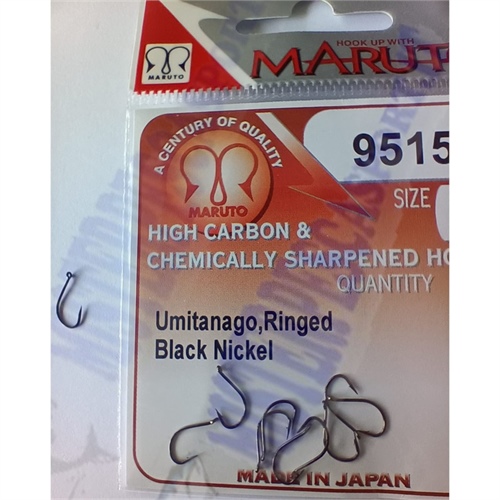 HOOK UP WITH
MARUT
MARUTO
A CENTURY OF QUALITY
MARUTO
9515
SIZE
HIGH CARBON &
CHEMICALLY SHARPENED HO
QUANTITY
Umitanago,Ringed
Black Nickel
MADE IN JAPAN